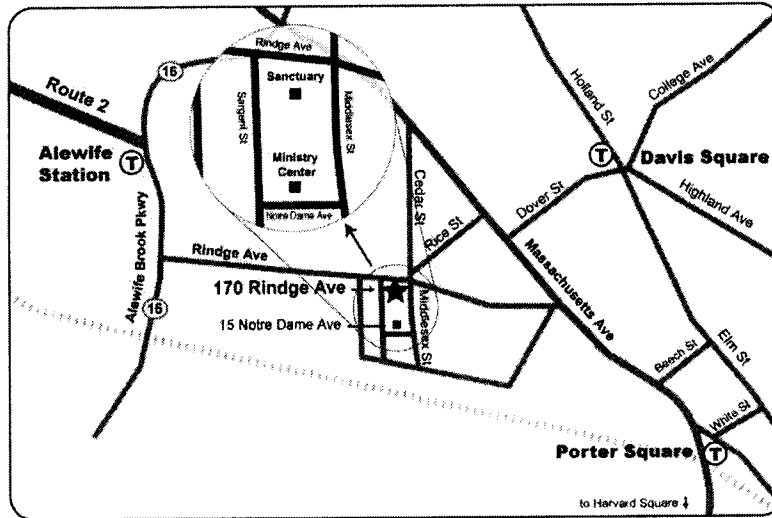 Rindge Ave
Sanctuary
Sargent St
Middlesex St
Ministry
Center
Notre Dame Ave
16
Route 2
Alewife
Station
T
Alewife Brook Pkwy
16
Rindge Ave
170 Rindge Ave
15 Notre Dame Ave
Middlesex St
Cedar St
Rice St
Dover St
Massachusetts Ave
Holland St
College Ave
T
Davis Square
Highland Ave
Elm St
Beech St
White St
Porter Square
T
to Harvard Square ↓